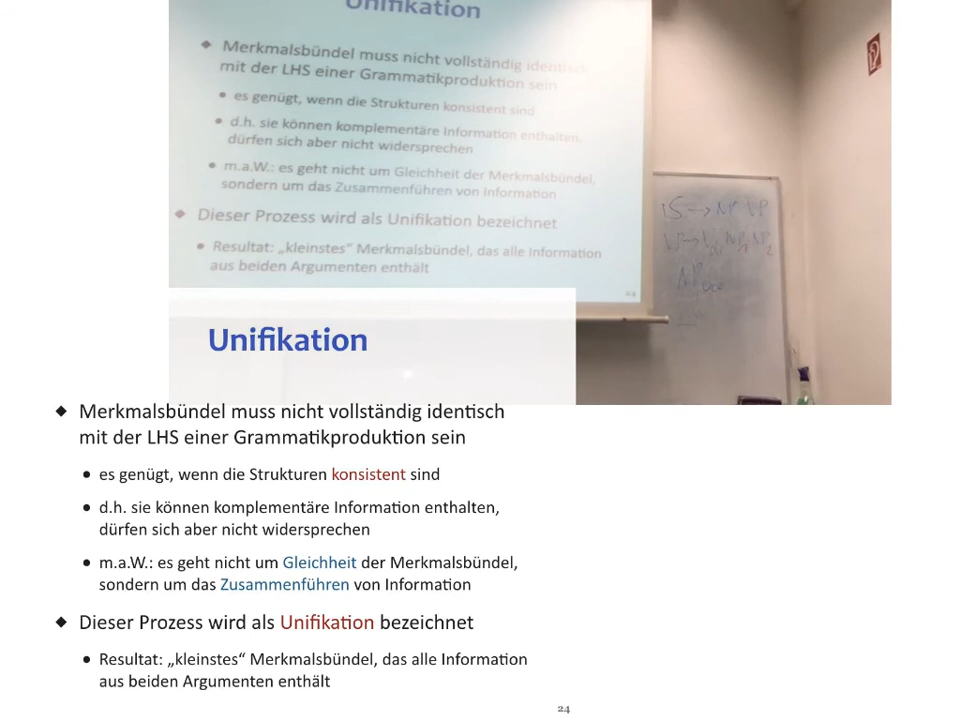 Unifikation
Merkmalsbündel muss nicht vollständig identisch
mit der LHS einer Grammatikproduktion sein
es genügt, wenn die Strukturen konsistent sind
d.h. sie können komplementäre Information enthalten,
dürfen sich aber nicht widersprechen
m.a.W.: es geht nicht um Gleichheit der Merkmalsbündel,
sondern um das Zusammenführen von Information
Dieser Prozess wird als Unifikation bezeichnet
Resultat: „kleinstes“ Merkmalsbündel, das alle Information
aus beiden Argumenten enthält
24
S → NP VP
Unifikation
◆ Merkmalsbündel muss nicht vollständig identisch
mit der LHS einer Grammatikproduktion sein
• es genügt, wenn die Strukturen konsistent sind
• d.h. sie können komplementäre Information enthalten,
dürfen sich aber nicht widersprechen
• m.a.W.: es geht nicht um Gleichheit der Merkmalsbündel,
sondern um das Zusammenführen von Information
◆ Dieser Prozess wird als Unifikation bezeichnet
• Resultat: „kleinstes“ Merkmalsbündel, das alle Information
aus beiden Argumenten enthält
24